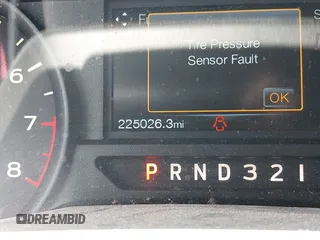 F
S
Tire Pressure
Sensor Fault
OK
6
7
8
225026.3mi
P R N D 3 2 1
DREAMBID